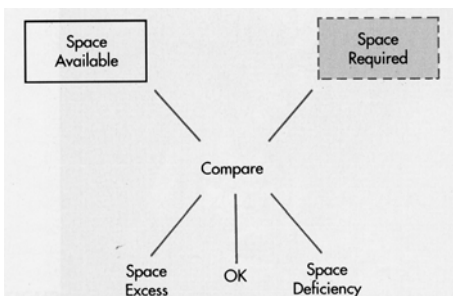 Space
Available
Space
Required
Compare
Space
Excess
OK
Space
Deficiency